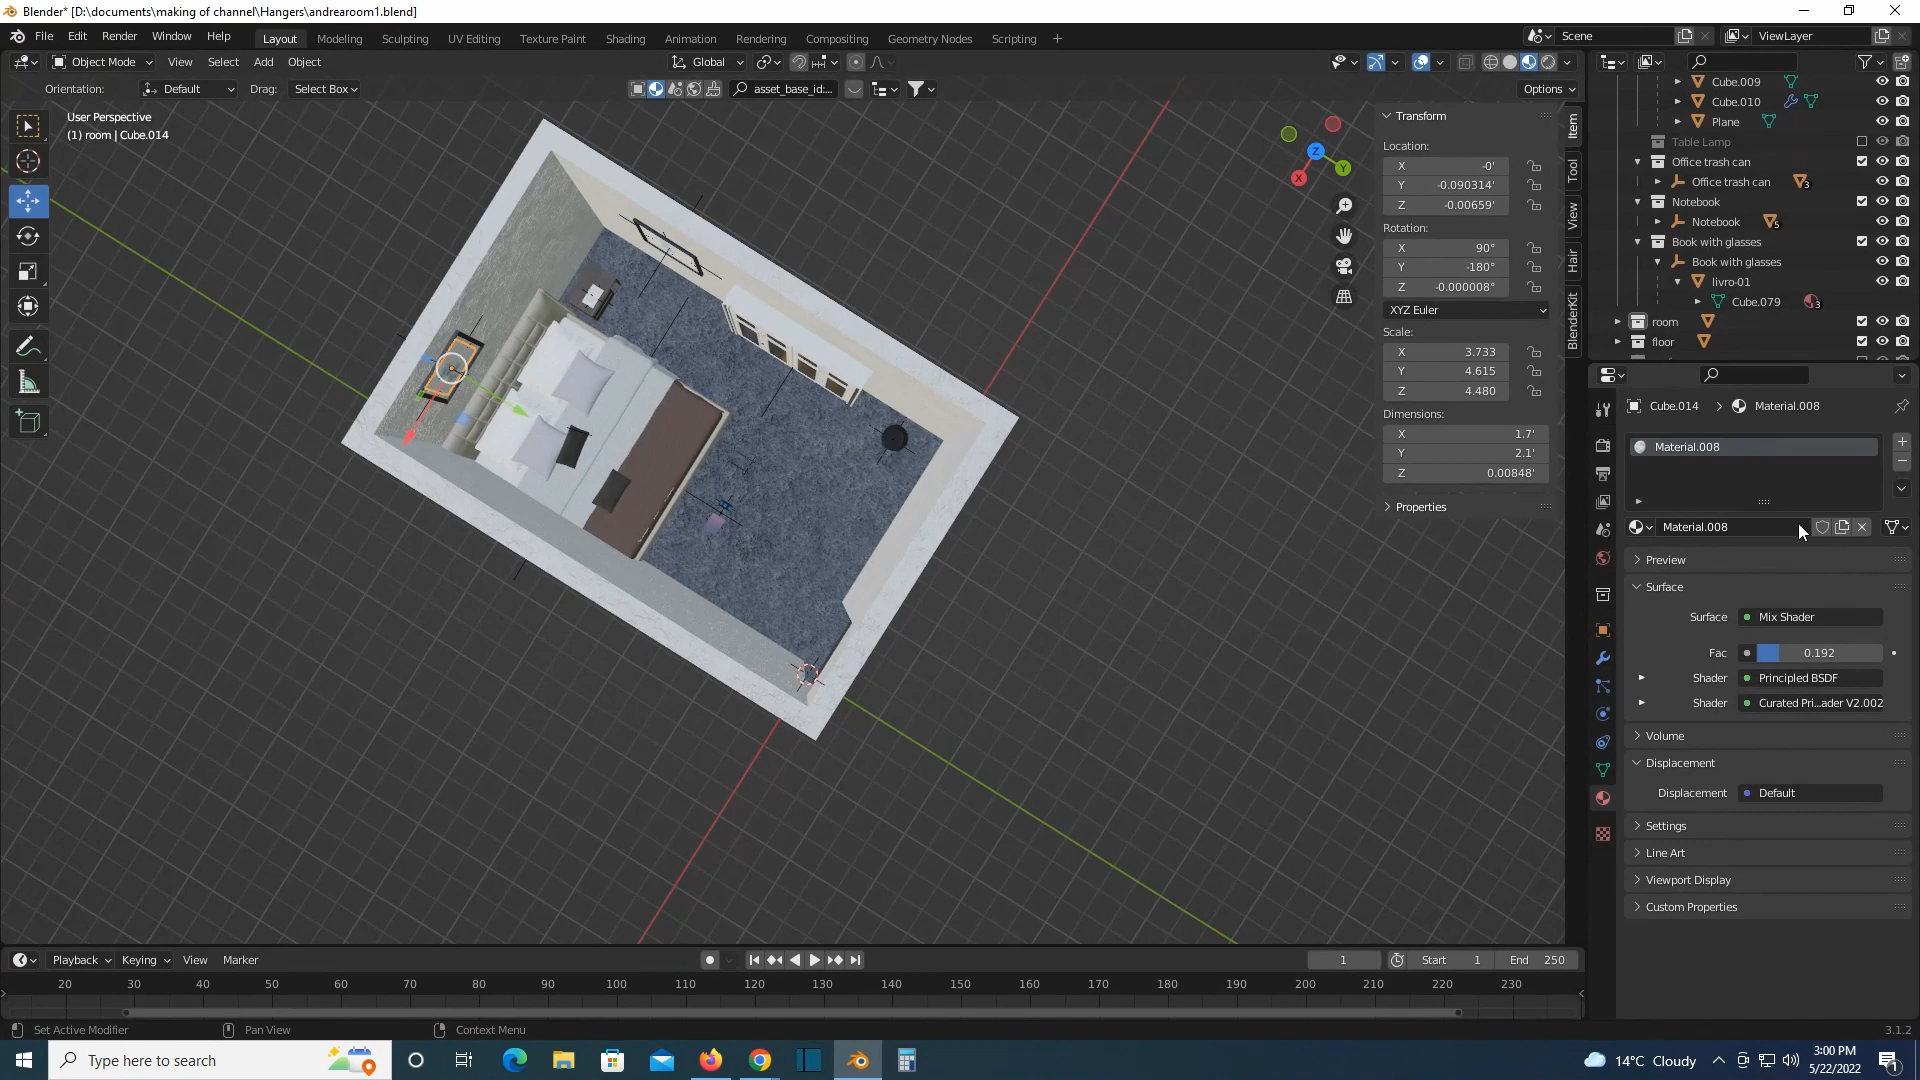 Blender* [D:\documents\making of channel\Hangers\andrearoom1.blend]
File Edit Render Window Help Layout Modeling Sculpting UV Editing Texture Paint Shading Animation Rendering Compositing Geometry Nodes Scripting + Scene ViewLayer
Object Mode View Select Add Object Global
Orientation: Default Drag: Select Box asset_base_id:... Options
User Perspective
(1) room | Cube.014
Transform
Location:
X -0'
Y -0.090314'
Z -0.00659'
Rotation:
X 90°
Y -180°
Z -0.000008°
XYZ Euler
Scale:
X 3.733
Y 4.615
Z 4.480
Dimensions:
X 1.7'
Y 2.1'
Z 0.00848'
Properties
Item
Tool
View
Hair
BlenderKit
Z
Y
X
Cube.009
Cube.010
Plane
Table Lamp
Office trash can
Office trash can 3
Notebook
Notebook 5
Book with glasses
Book with glasses
livro-01
Cube.079 3
room
floor
Cube.014 > Material.008
Material.008
Material.008
Preview
Surface
Surface Mix Shader
Fac 0.192
Shader Principled BSDF
Shader Curated Pri...ader V2.002
Volume
Displacement
Displacement Default
Settings
Line Art
Viewport Display
Custom Properties
Playback Keying View Marker 1 Start 1 End 250
20 30 40 50 60 70 80 90 100 110 120 130 140 150 160 170 180 190 200 210 220 230
Set Active Modifier Pan View Context Menu 3.1.2
Type here to search 14°C Cloudy 3:00 PM
5/22/2022
1